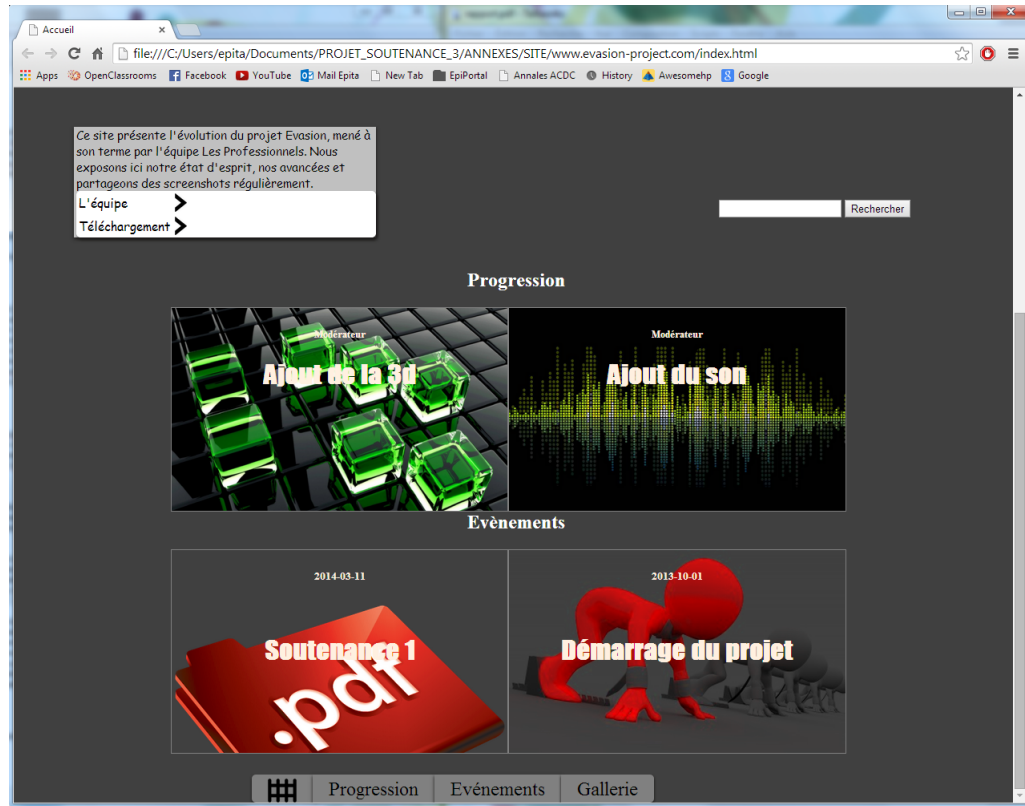 Accueil
file:///C:/Users/epita/Documents/PROJET_SOUTENANCE_3/ANNEXES/SITE/www.evasion-project.com/index.html
Apps OpenClassrooms Facebook YouTube Mail Epita New Tab EpiPortal Annales ACDC History Awesomehp Google
Ce site présente l'évolution du projet Evasion, mené à
son terme par l'équipe Les Professionnels. Nous
exposons ici notre état d'esprit, nos avancées et
partageons des screenshots régulièrement.
L'équipe
Téléchargement
Rechercher
Progression
Modérateur
Ajout de la 3d
Modérateur
Ajout du son
Evènements
2014-03-11
Soutenance 1
.pdf
2013-10-01
Démarrage du projet
Progression Evénements Gallerie